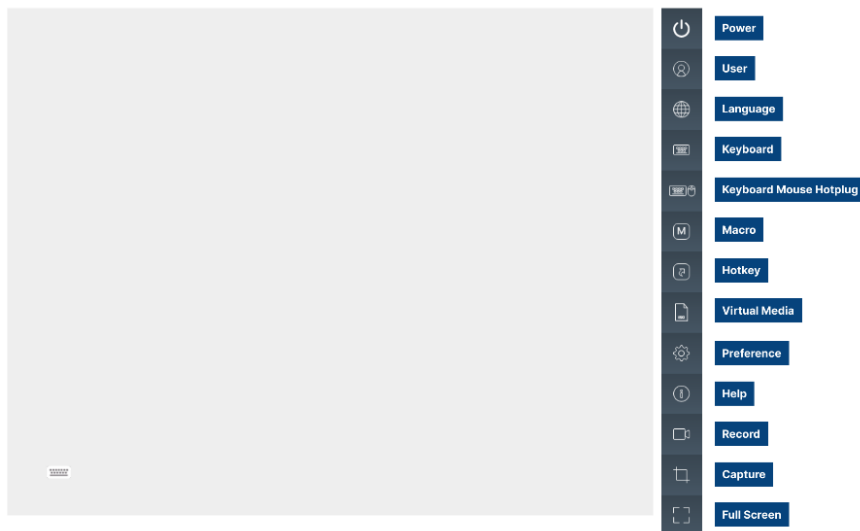 Power
User
Language
Keyboard
Keyboard Mouse Hotplug
M
Macro
Hotkey
Virtual Media
Preference
Help
Record
Capture
Full Screen